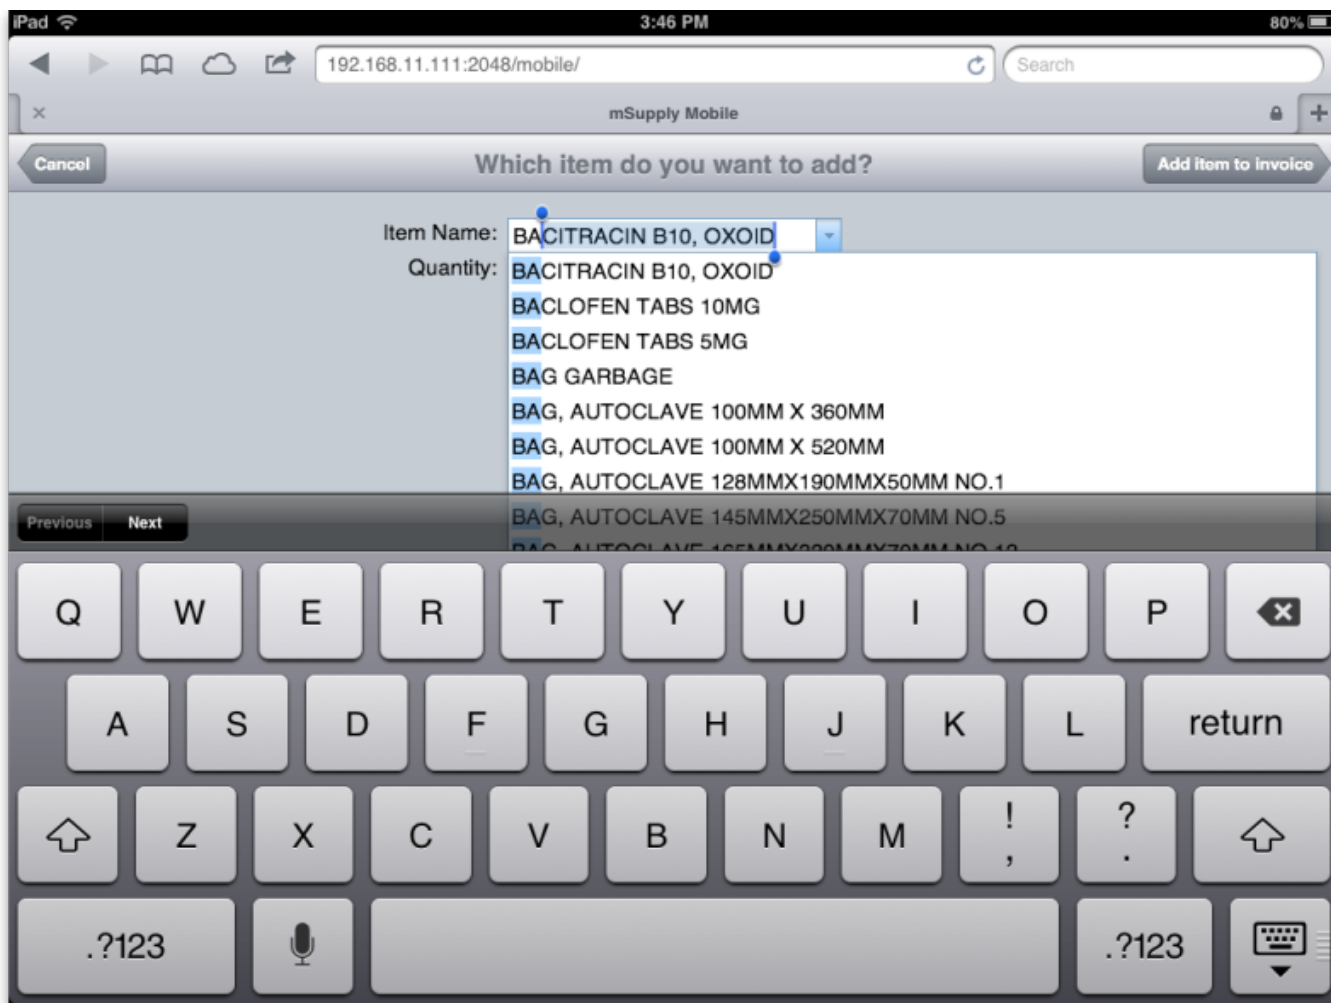 iPad 3:46 PM 80%
192.168.11.111:2048/mobile/ Search
mSupply Mobile
Cancel Which item do you want to add? Add item to invoice
Item Name: BACITRACIN B10, OXOID
Quantity: BACITRACIN B10, OXOID
BACLOFEN TABS 10MG
BACLOFEN TABS 5MG
BAG GARBAGE
BAG, AUTOCLAVE 100MM X 360MM
BAG, AUTOCLAVE 100MM X 520MM
BAG, AUTOCLAVE 128MMX190MMX50MM NO.1
Previous Next BAG, AUTOCLAVE 145MMX250MMX70MM NO.5
BAG, AUTOCLAVE
Q W E R T Y U I O P
A S D F G H J K L return
Z X C V B N M ! , ? .
.?123 .?123